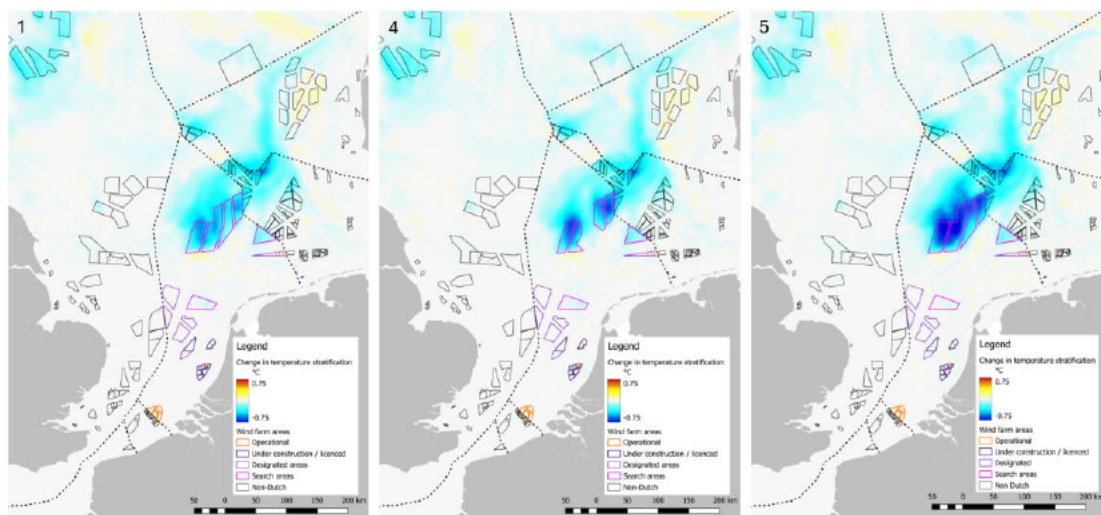 1
Legend
Change in temperature stratification
°C
0.75
-0.75
Wind farm areas
Operational
Under construction / licenced
Designated areas
Search areas
Non-Dutch
50 0 50 100 150 200 km
4
Legend
Change in temperature stratification
°C
0.75
-0.75
Wind farm areas
Operational
Under construction / licenced
Designated areas
Search areas
Non-Dutch
50 0 50 100 150 200 km
5
Legend
Change in temperature stratification
°C
0.75
-0.75
Wind farm areas
Operational
Under construction / licenced
Designated
Search areas
Non Dutch
50 0 50 100 150 200 km